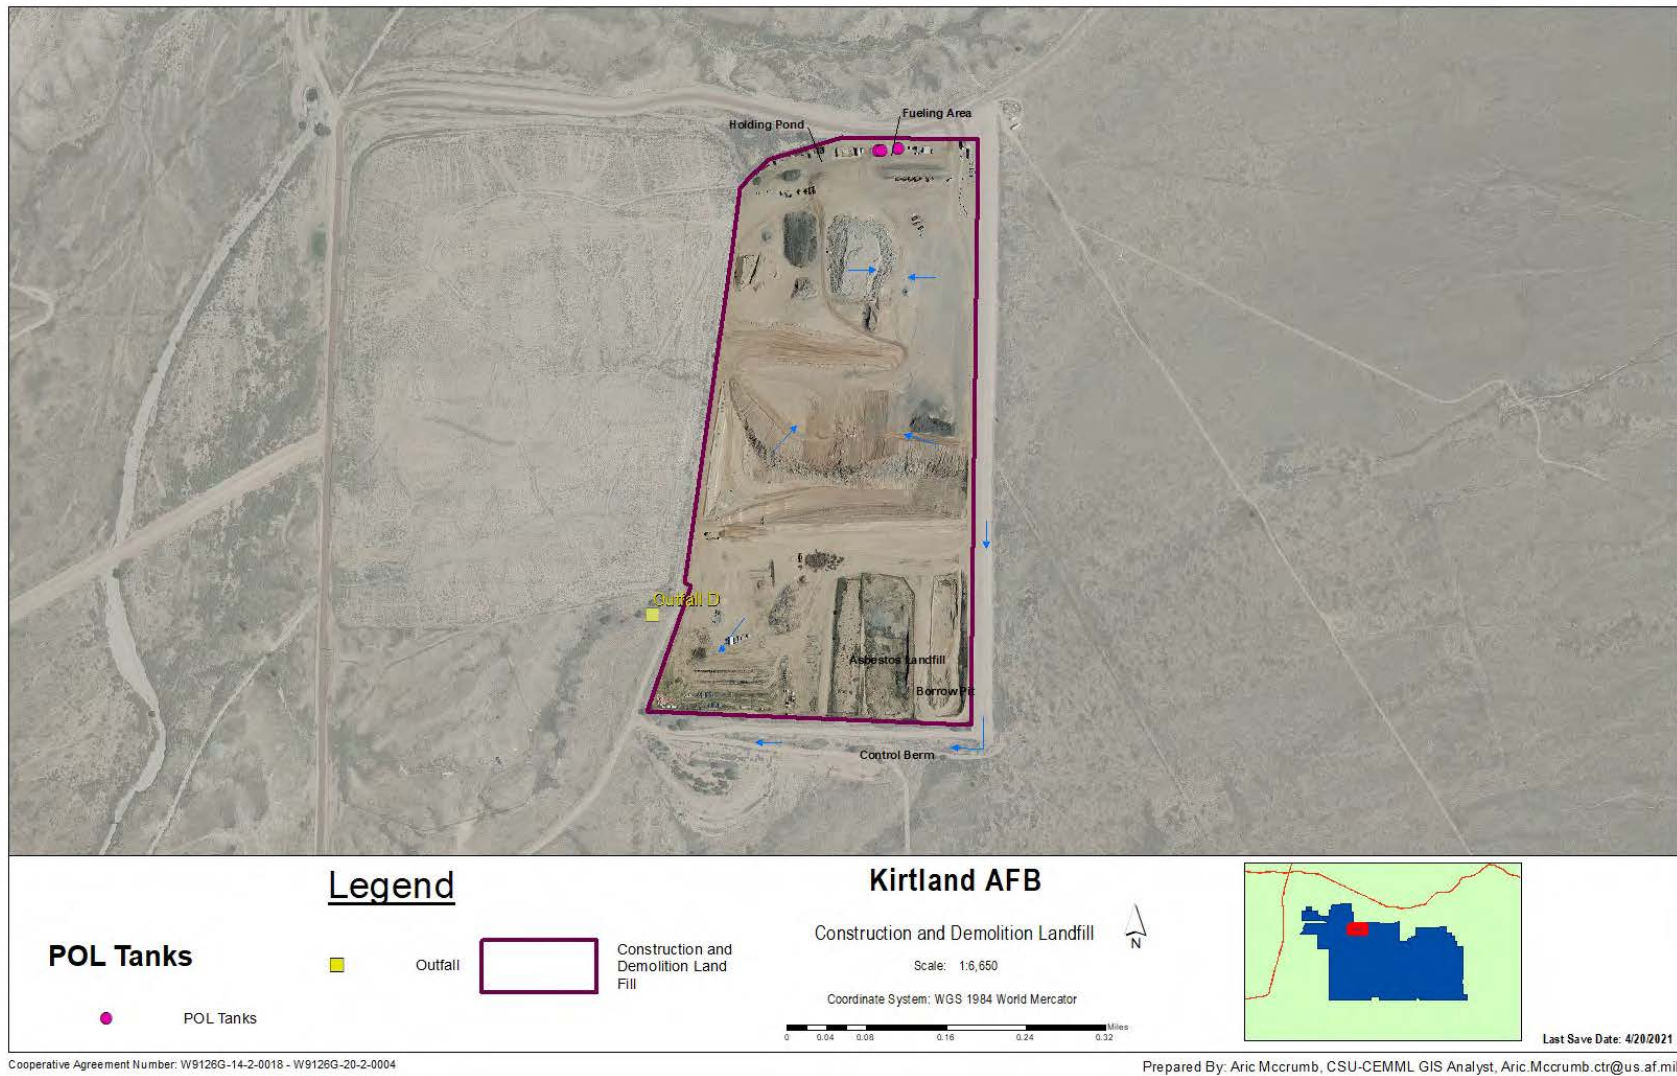 Fueling Area
Holding Pond
Outfall D
Asbestos Landfill
Borrow Pit
Control Berm
Legend
POL Tanks
POL Tanks
Outfall
Construction and
Demolition Land
Fill
Kirtland AFB
Construction and Demolition Landfill
Scale: 1:6,650
Coordinate System: WGS 1984 World Mercator
N
Miles
0 0.04 0.08 0.16 0.24 0.32
Last Save Date: 4/20/2021
Cooperative Agreement Number: W9126G-14-2-0018 - W9126G-20-2-0004
Prepared By: Aric Mccrumb, CSU-CEMML GIS Analyst, Aric.Mccrumb.ctr@us.af.mil